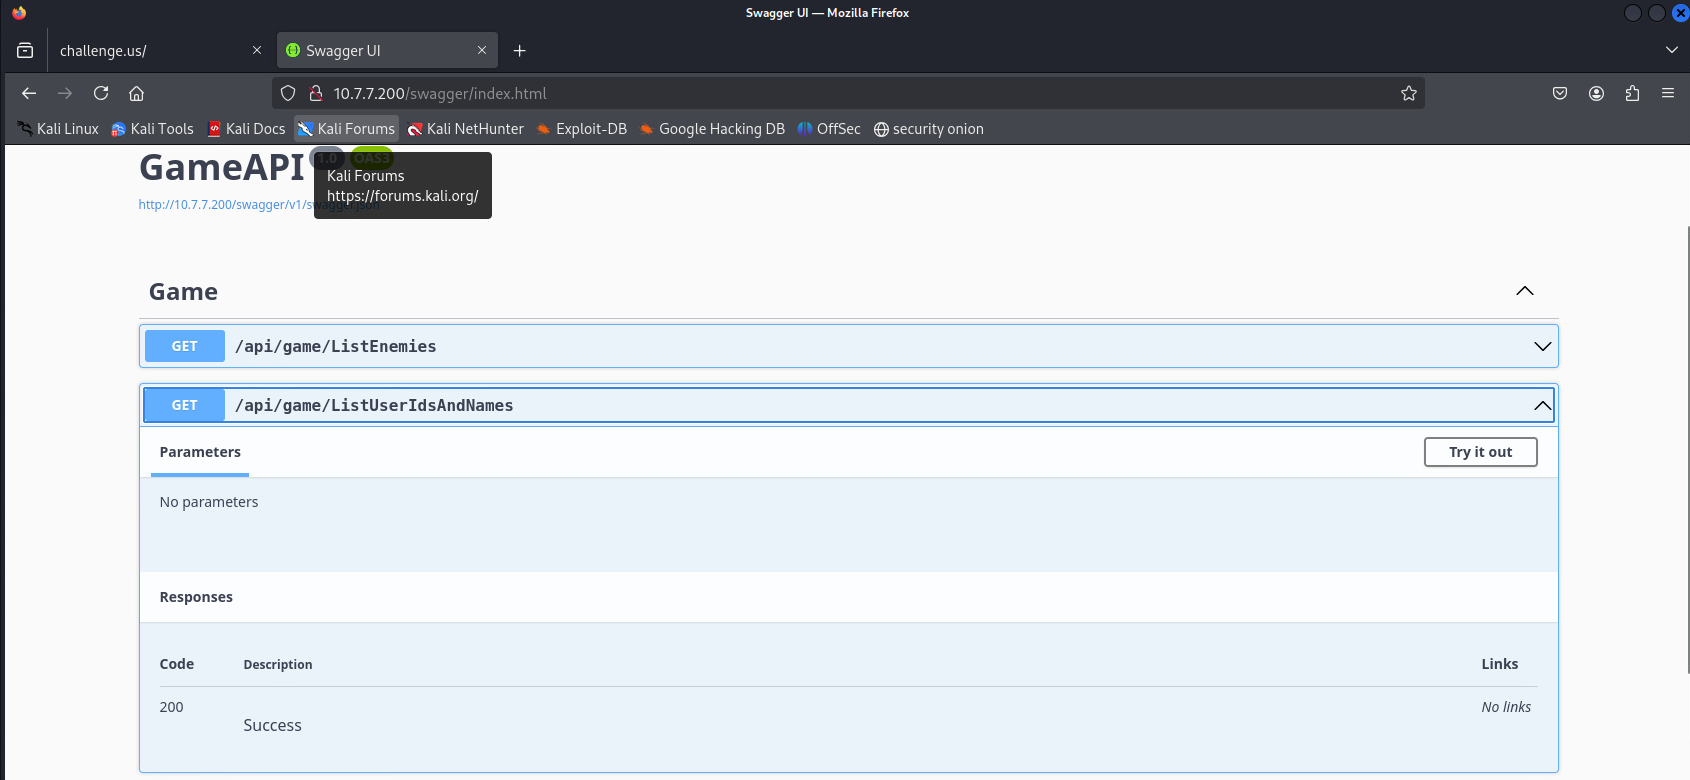 Swagger UI — Mozilla Firefox
challenge.us/
Swagger UI
10.7.7.200/swagger/index.html
Kali Linux Kali Tools Kali Docs Kali Forums Kali NetHunter Exploit-DB Google Hacking DB OffSec security onion
GameAPI 1.0 OAS3
Kali Forums
https://forums.kali.org/
http://10.7.7.200/swagger/v1/swagger.json
Game
GET /api/game/ListEnemies
GET /api/game/ListUserIdsAndNames
Parameters Try it out
No parameters
Responses
Code Description Links
200 No links
Success